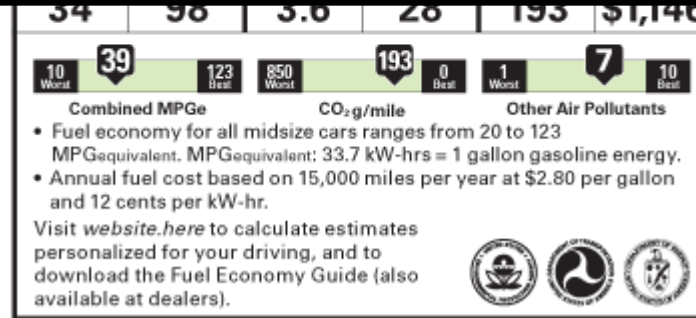 34 98 3.6 28 193 $1,146
39 193 7
10 Worst 123 Best 850 Worst 0 Best 1 Worst 10 Best
Combined MPGe CO₂ g/mile Other Air Pollutants
• Fuel economy for all midsize cars ranges from 20 to 123
MPGequivalent. MPGequivalent: 33.7 kW-hrs = 1 gallon gasoline energy.
• Annual fuel cost based on 15,000 miles per year at $2.80 per gallon
and 12 cents per kW-hr.
Visit website.here to calculate estimates
personalized for your driving, and to
download the Fuel Economy Guide (also
available at dealers).